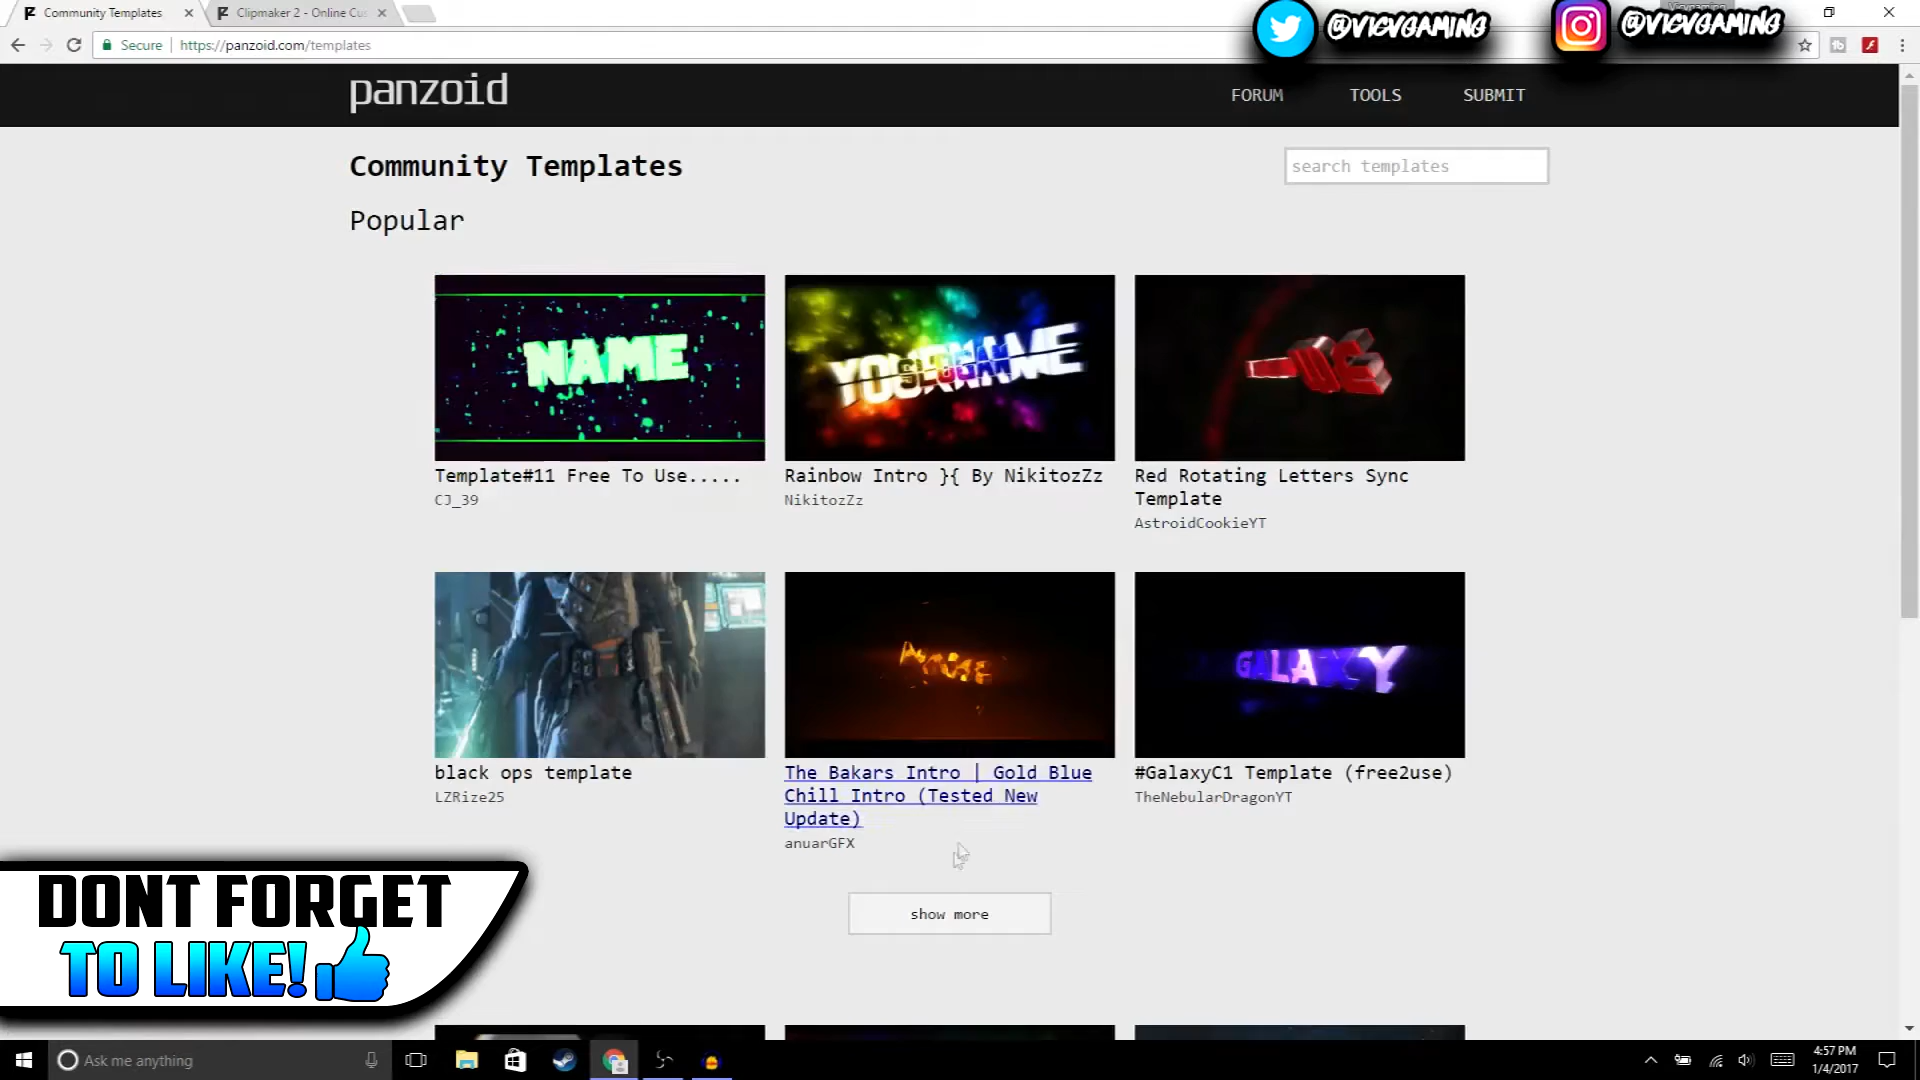 Community Templates
Clipmaker 2 - Online Cus
@VICVGAMING
@VICVGAMING
Secure
https://panzoid.com/templates
panzoid
FORUM
TOOLS
SUBMIT
Community Templates
search templates
Popular
NAME
GALAXY
Template#11 Free To Use.....
CJ_39
Rainbow Intro }{ By NikitozZz
NikitozZz
Red Rotating Letters Sync
Template
AstroidCookieYT
black ops template
LZRize25
The Bakars Intro | Gold Blue
Chill Intro (Tested New
Update)
anuarGFX
#GalaxyC1 Template (free2use)
TheNebularDragonYT
show more
DONT FORGET
TO LIKE!
Ask me anything
4:57 PM
1/4/2017